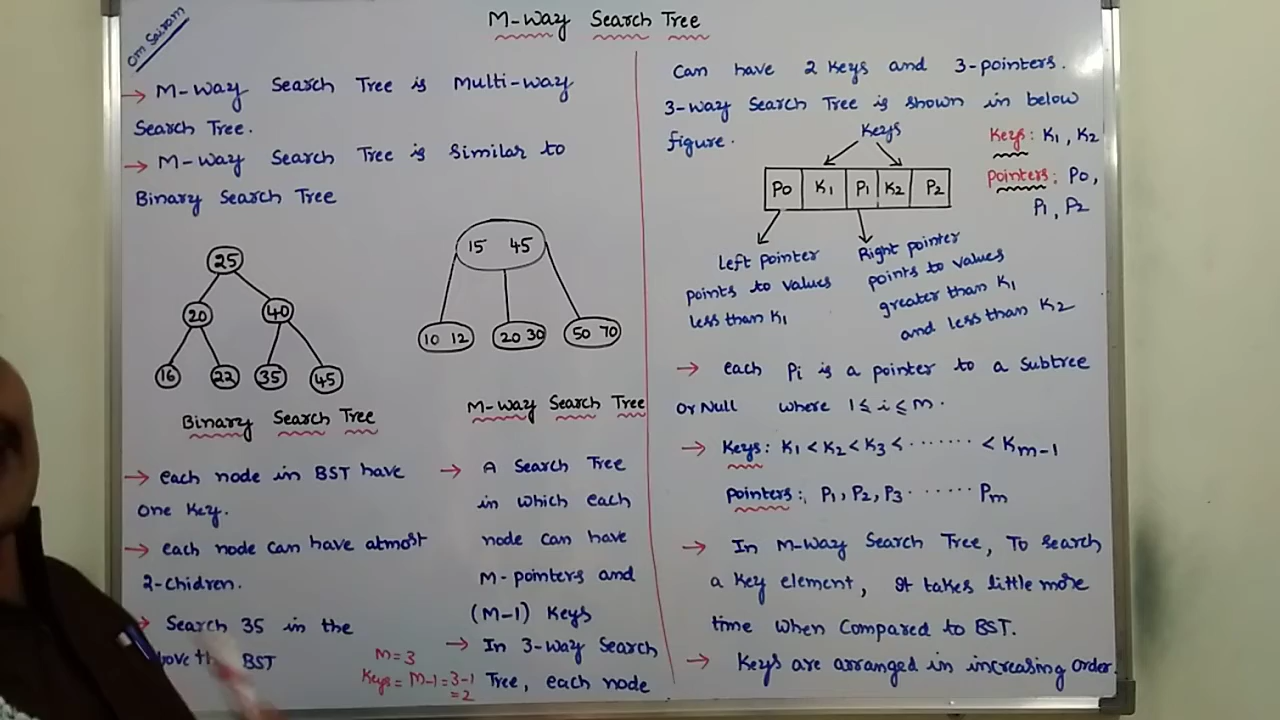 Om Sairam
M-Way Search Tree
→ M-Way Search Tree is Multi-way
Search Tree.
→ M-Way Search Tree is similar to
Binary Search Tree
25
20 40
16 22 35 45
Binary Search Tree
15 45
10 12 20 30 50 70
M-Way Search Tree
→ each node in BST have
one Key.
→ each node can have atmost
2-chidren.
→ Search 35 in the
above the BST
→ A Search Tree
in which each
node can have
M-pointers and
(M-1) Keys
→ In 3-way Search
Tree, each node
M=3
Keys = M-1 = 3-1
=2
Can have 2 Keys and 3-pointers.
3-way Search Tree is shown in below
figure.
Keys
P0 K1 P1 K2 P2
Keys: K1, K2
Pointers: P0,
P1, P2
Left pointer
points to values
less than K1
Right pointer
points to values
greater than K1
and less than K2
→ each Pi is a pointer to a subtree
or Null where 1≤i≤m.
→ Keys: K1<K2<K3<.......<Km-1
pointers: P1, P2, P3......Pm
→ In M-Way Search Tree, To search
a Key element, It takes little more
time when compared to BST.
→ Keys are arranged in increasing order.